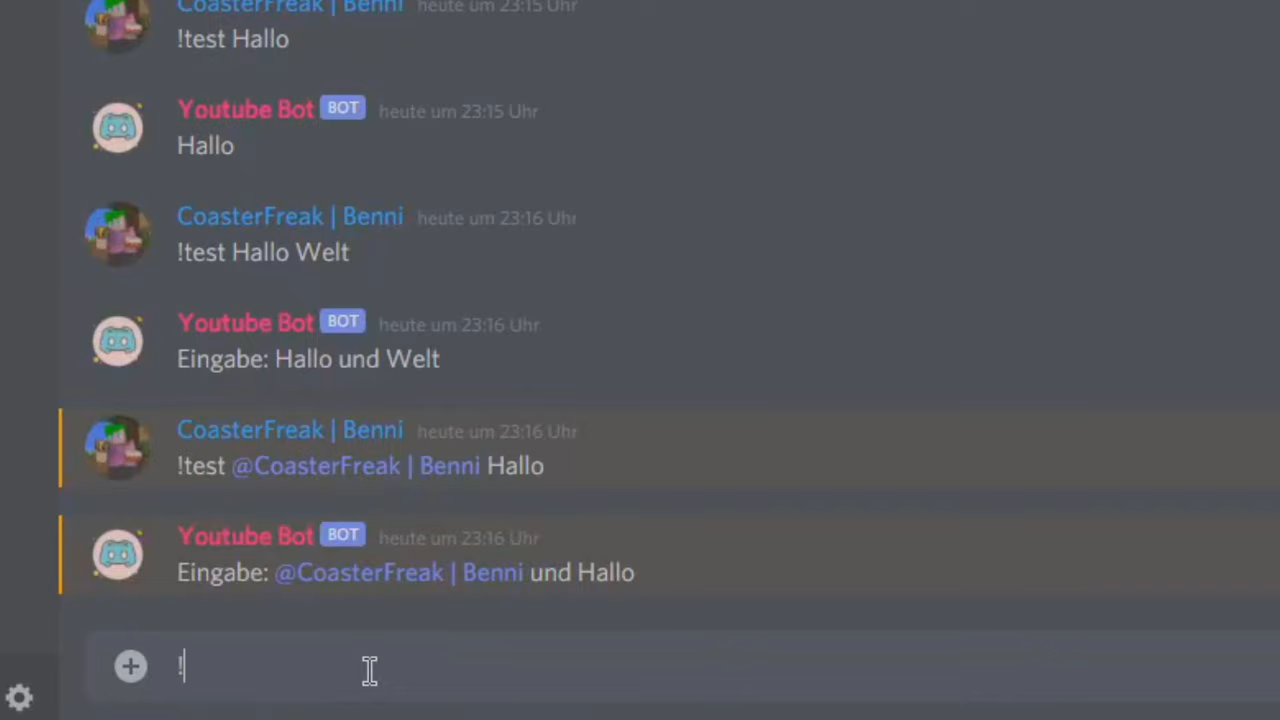 CoasterFreak | Benni heute um 23:15 Uhr
!test Hallo
Youtube Bot BOT heute um 23:15 Uhr
Hallo
CoasterFreak | Benni heute um 23:16 Uhr
!test Hallo Welt
Youtube Bot BOT heute um 23:16 Uhr
Eingabe: Hallo und Welt
CoasterFreak | Benni heute um 23:16 Uhr
!test @CoasterFreak | Benni Hallo
Youtube Bot BOT heute um 23:16 Uhr
Eingabe: @CoasterFreak | Benni und Hallo
!